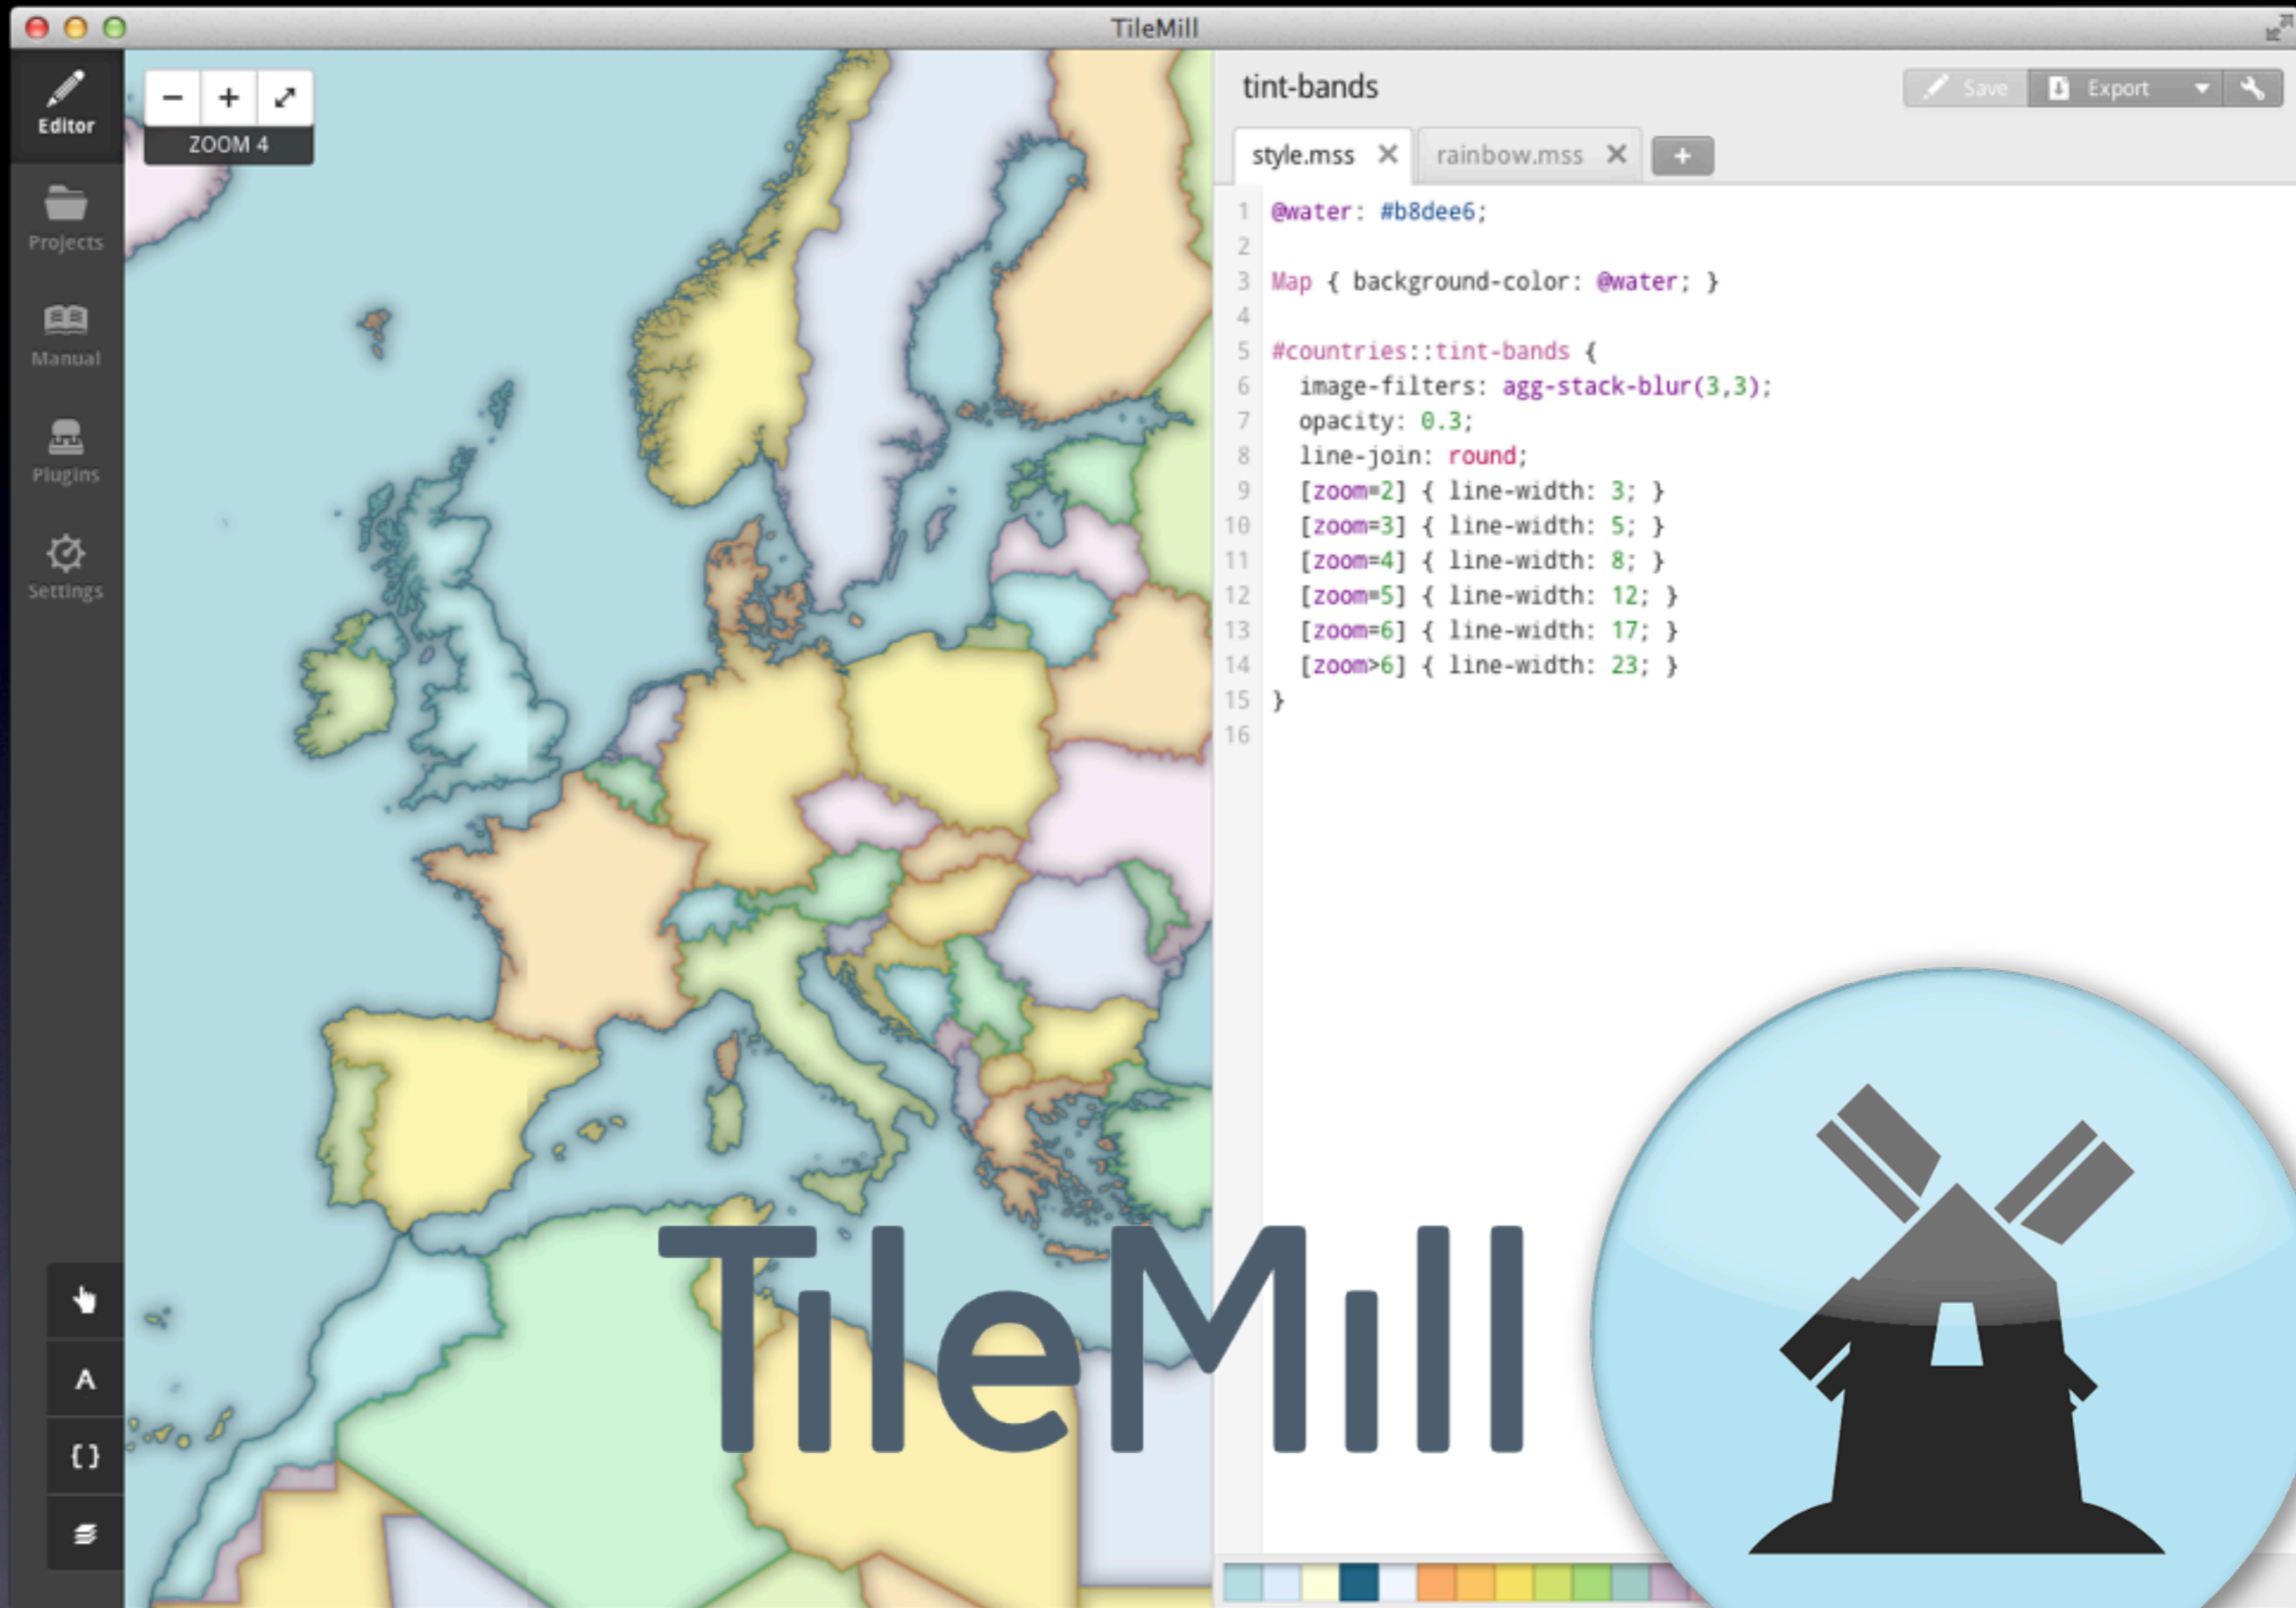 TileMill
Editor
Projects
Manual
Plugins
Settings
ZOOM 4
tint-bands
Save
Export
style.mss
rainbow.mss
1 @water: #b8dee6;
2
3 Map { background-color: @water; }
4
5 #countries::tint-bands {
6 image-filters: agg-stack-blur(3,3);
7 opacity: 0.3;
8 line-join: round;
9 [zoom=2] { line-width: 3; }
10 [zoom=3] { line-width: 5; }
11 [zoom=4] { line-width: 8; }
12 [zoom=5] { line-width: 12; }
13 [zoom=6] { line-width: 17; }
14 [zoom>6] { line-width: 23; }
15 }
16
A
{}
TileMill